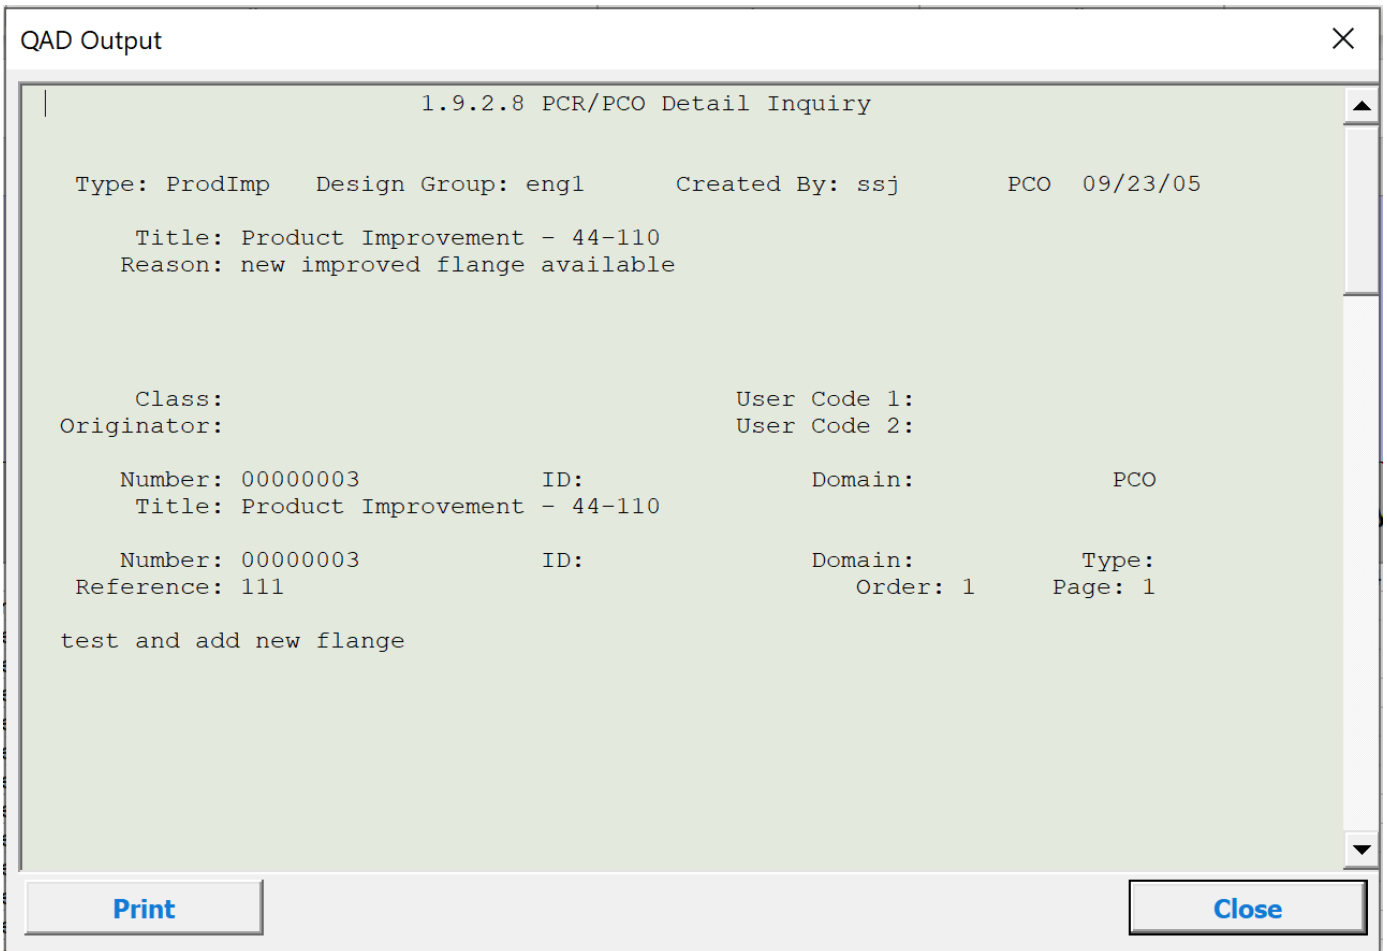 QAD Output
1.9.2.8 PCR/PCO Detail Inquiry
Type: ProdImp Design Group: eng1 Created By: ssj PCO 09/23/05
Title: Product Improvement - 44-110
Reason: new improved flange available
Class: User Code 1:
Originator: User Code 2:
Number: 00000003 ID: Domain: PCO
Title: Product Improvement - 44-110
Number: 00000003 ID: Domain: Type:
Reference: 111 Order: 1 Page: 1
test and add new flange
Print Close